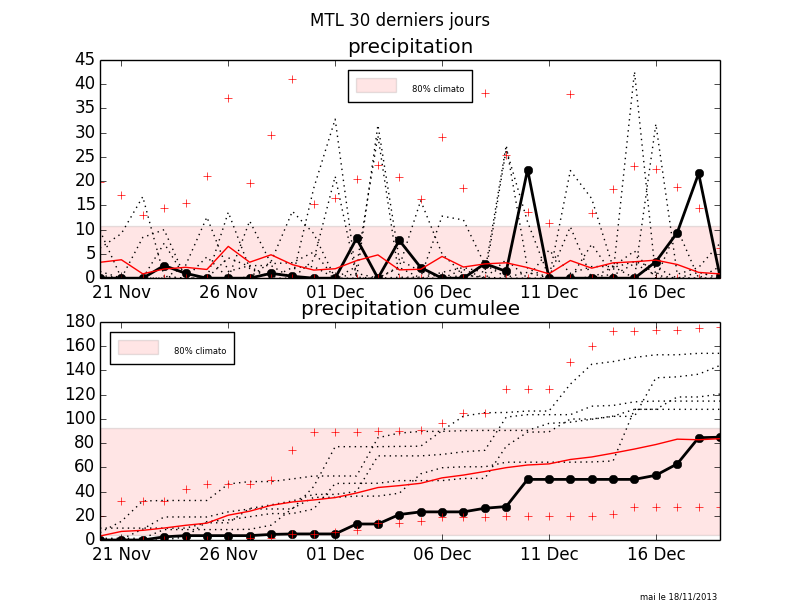 MTL 30 derniers jours
precipitation
45
40
35
30
25
20
15
10
5
0
80% climato
21 Nov 26 Nov 01 Dec 06 Dec 11 Dec 16 Dec
precipitation cumulee
180
160
140
120
100
80
60
40
20
0
80% climato
21 Nov 26 Nov 01 Dec 06 Dec 11 Dec 16 Dec
maj le 18/11/2013